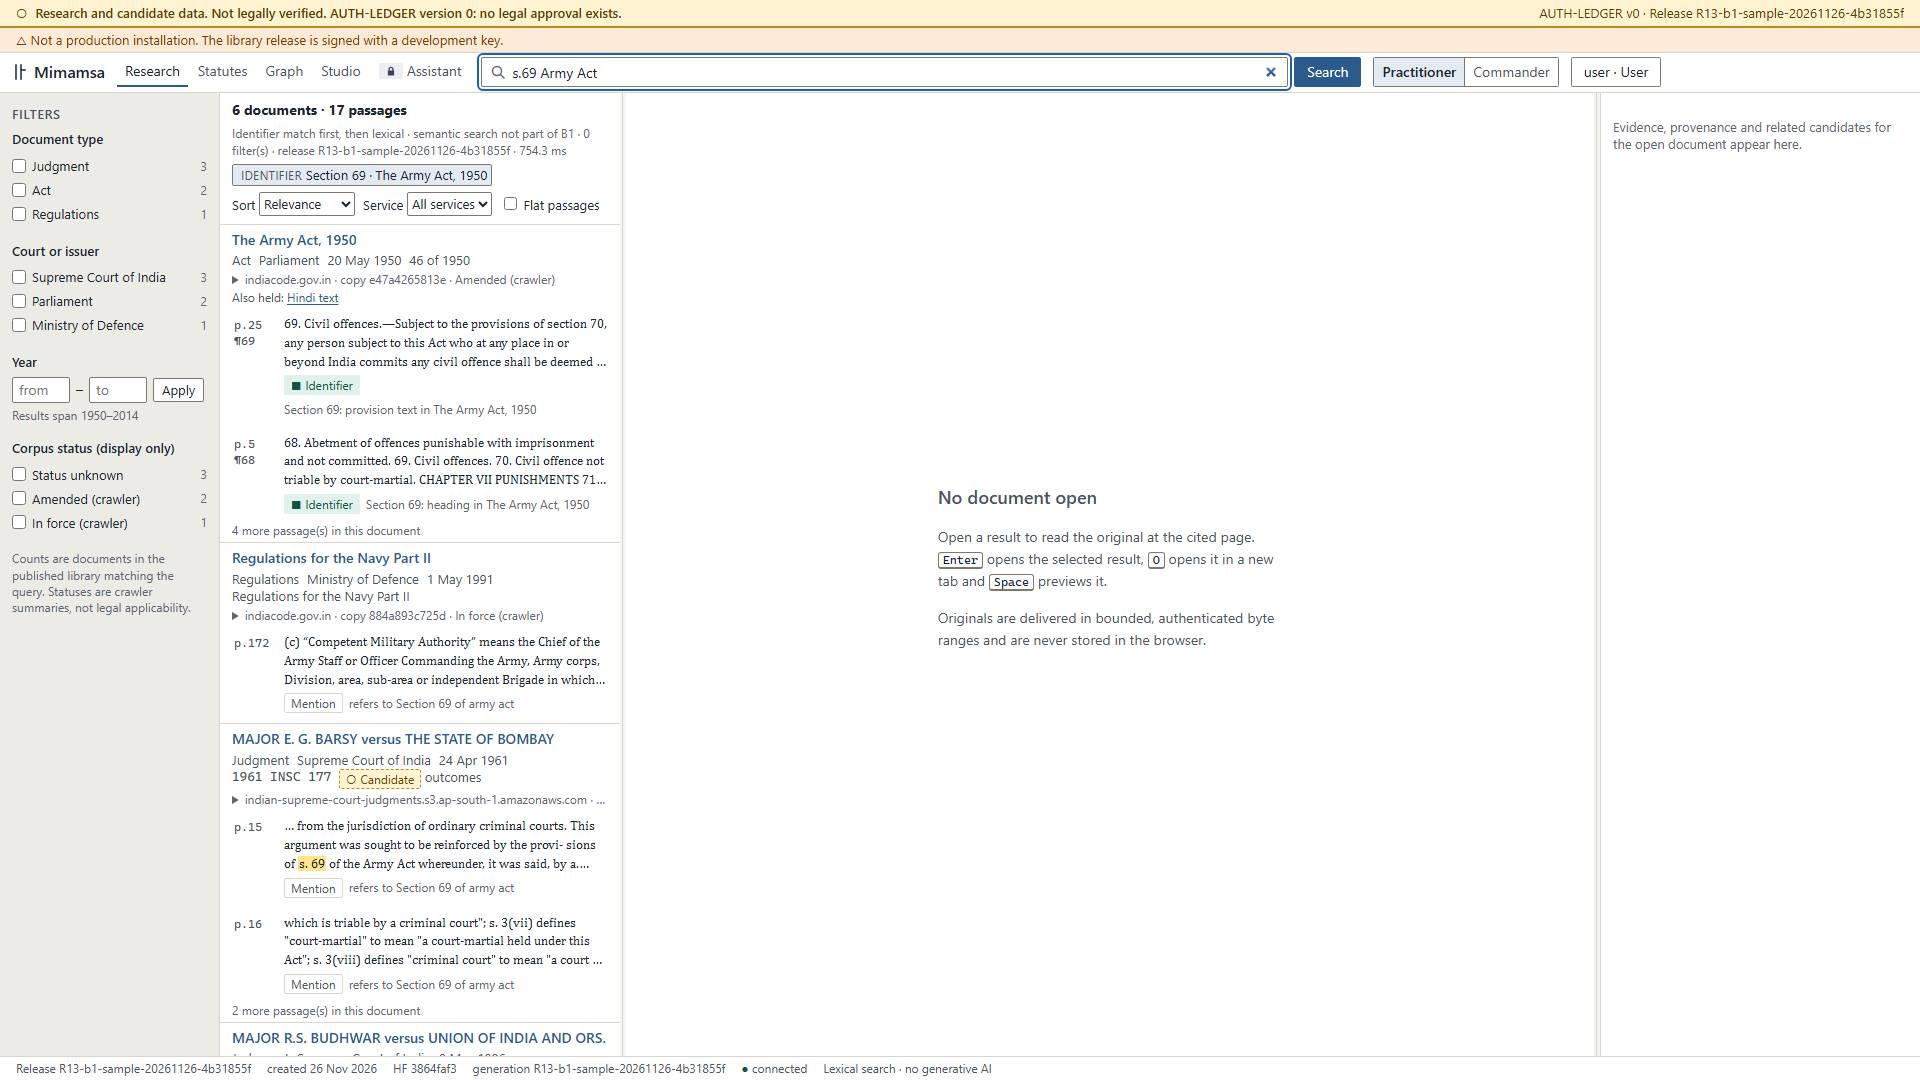 Research and candidate data. Not legally verified. AUTH-LEDGER version 0: no legal approval exists.
AUTH-LEDGER v0 · Release R13-b1-sample-20261126-4b31855f
Not a production installation. The library release is signed with a development key.
Mimamsa
Research
Statutes
Graph
Studio
Assistant
s.69 Army Act
Search
Practitioner
Commander
user · User
FILTERS
Document type
Judgment 3
Act 2
Regulations 1
Court or issuer
Supreme Court of India 3
Parliament 2
Ministry of Defence 1
Year
from – to Apply
Results span 1950–2014
Corpus status (display only)
Status unknown 3
Amended (crawler) 2
In force (crawler) 1
Counts are documents in the
published library matching the
query. Statuses are crawler
summaries, not legal applicability.
6 documents · 17 passages
Identifier match first, then lexical · semantic search not part of B1 · 0
filter(s) · release R13-b1-sample-20261126-4b31855f · 754.3 ms
IDENTIFIER Section 69 · The Army Act, 1950
Sort Relevance Service All services Flat passages
The Army Act, 1950
Act Parliament 20 May 1950 46 of 1950
indiacode.gov.in · copy e47a4265813e · Amended (crawler)
Also held: Hindi text
p.25
¶69
69. Civil offences.—Subject to the provisions of section 70,
any person subject to this Act who at any place in or
beyond India commits any civil offence shall be deemed ...
Identifier
Section 69: provision text in The Army Act, 1950
p.5
¶68
68. Abetment of offences punishable with imprisonment
and not committed. 69. Civil offences. 70. Civil offence not
triable by court-martial. CHAPTER VII PUNISHMENTS 71...
Identifier Section 69: heading in The Army Act, 1950
4 more passage(s) in this document
Regulations for the Navy Part II
Regulations Ministry of Defence 1 May 1991
Regulations for the Navy Part II
indiacode.gov.in · copy 884a893c725d · In force (crawler)
p.172
(c) “Competent Military Authority” means the Chief of the
Army Staff or Officer Commanding the Army, Army corps,
Division, area, sub-area or independent Brigade in which...
Mention refers to Section 69 of army act
MAJOR E. G. BARSY versus THE STATE OF BOMBAY
Judgment Supreme Court of India 24 Apr 1961
1961 INSC 177 Candidate outcomes
indian-supreme-court-judgments.s3.ap-south-1.amazonaws.com · ...
p.15
... from the jurisdiction of ordinary criminal courts. This
argument was sought to be reinforced by the provi- sions
of s. 69 of the Army Act whereunder, it was said, by a....
Mention refers to Section 69 of army act
p.16
which is triable by a criminal court"; s. 3(vii) defines
"court-martial" to mean "a court-martial held under this
Act"; s. 3(viii) defines "criminal court" to mean "a court ...
Mention refers to Section 69 of army act
2 more passage(s) in this document
MAJOR R.S. BUDHWAR versus UNION OF INDIA AND ORS.
No document open
Open a result to read the original at the cited page.
Enter opens the selected result, O opens it in a new
tab and Space previews it.
Originals are delivered in bounded, authenticated byte
ranges and are never stored in the browser.
Evidence, provenance and related candidates for
the open document appear here.
Release R13-b1-sample-20261126-4b31855f created 26 Nov 2026 HF 3864faf3 generation R13-b1-sample-20261126-4b31855f connected Lexical search · no generative AI